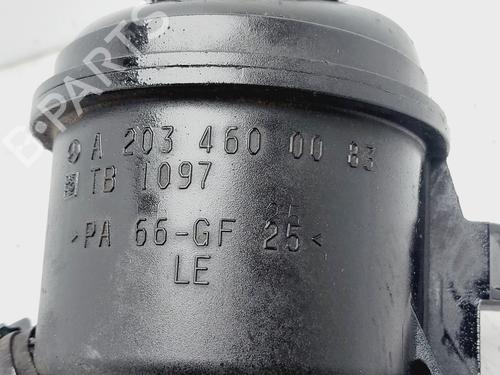 B-PARTS
A 203 460 00 83
TB 1097
>PA 66-GF 25<
LE